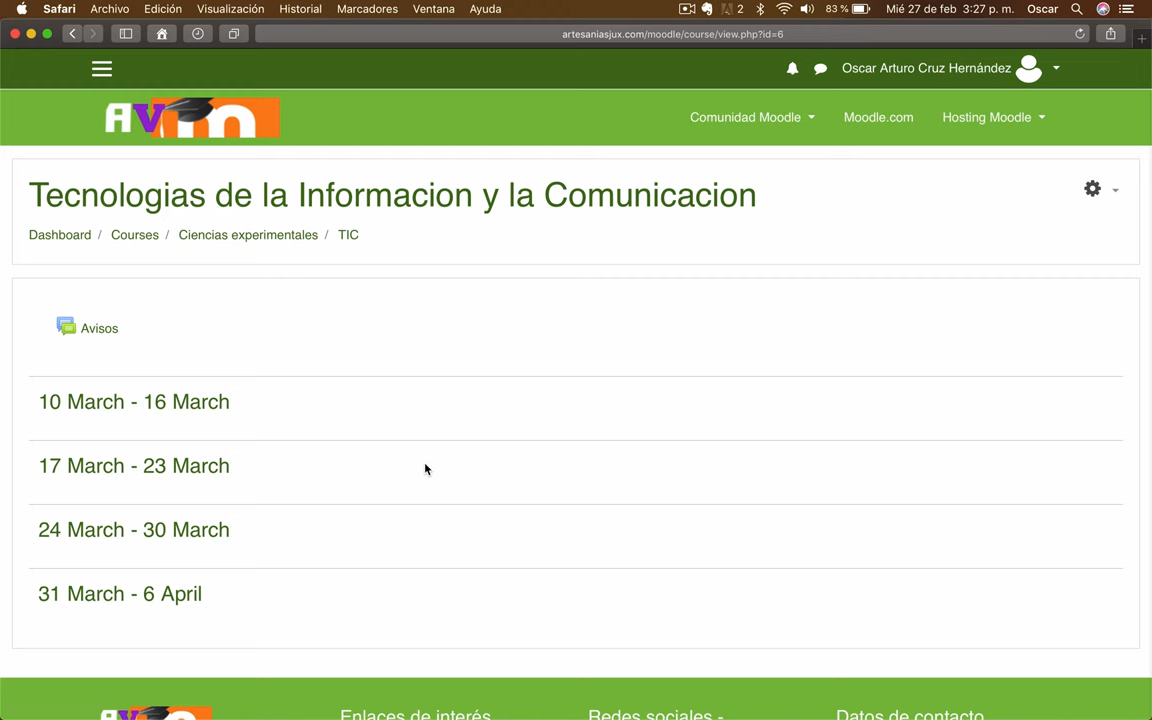 Safari Archivo Edición Visualización Historial Marcadores Ventana Ayuda 2 83 % Mié 27 de feb 3:27 p. m. Oscar
artesaniasjux.com/moodle/course/view.php?id=6
Oscar Arturo Cruz Hernández
AVm Comunidad Moodle Moodle.com Hosting Moodle
Tecnologias de la Informacion y la Comunicacion
Dashboard / Courses / Ciencias experimentales / TIC
Avisos
10 March - 16 March
17 March - 23 March
24 March - 30 March
31 March - 6 April
AVm Enlaces de interés Redes sociales - Datos de contacto